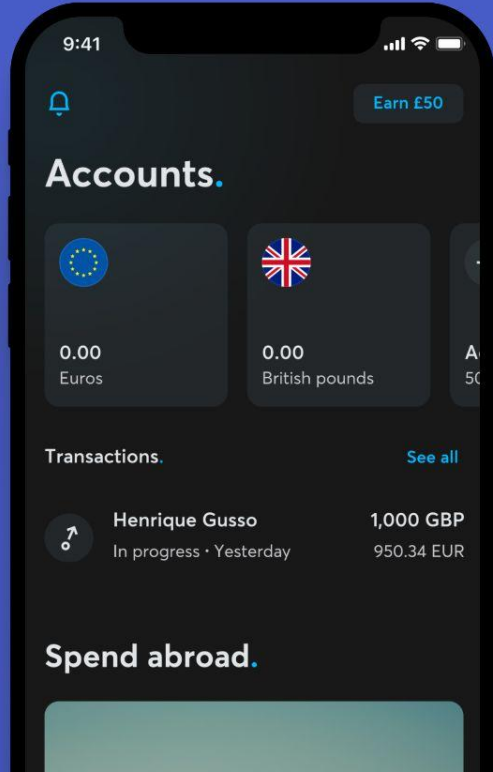 9:41
Earn £50
Accounts.
0.00
Euros
0.00
British pounds
Transactions.
See all
Henrique Gusso
1,000 GBP
In progress · Yesterday
950.34 EUR
Spend abroad.